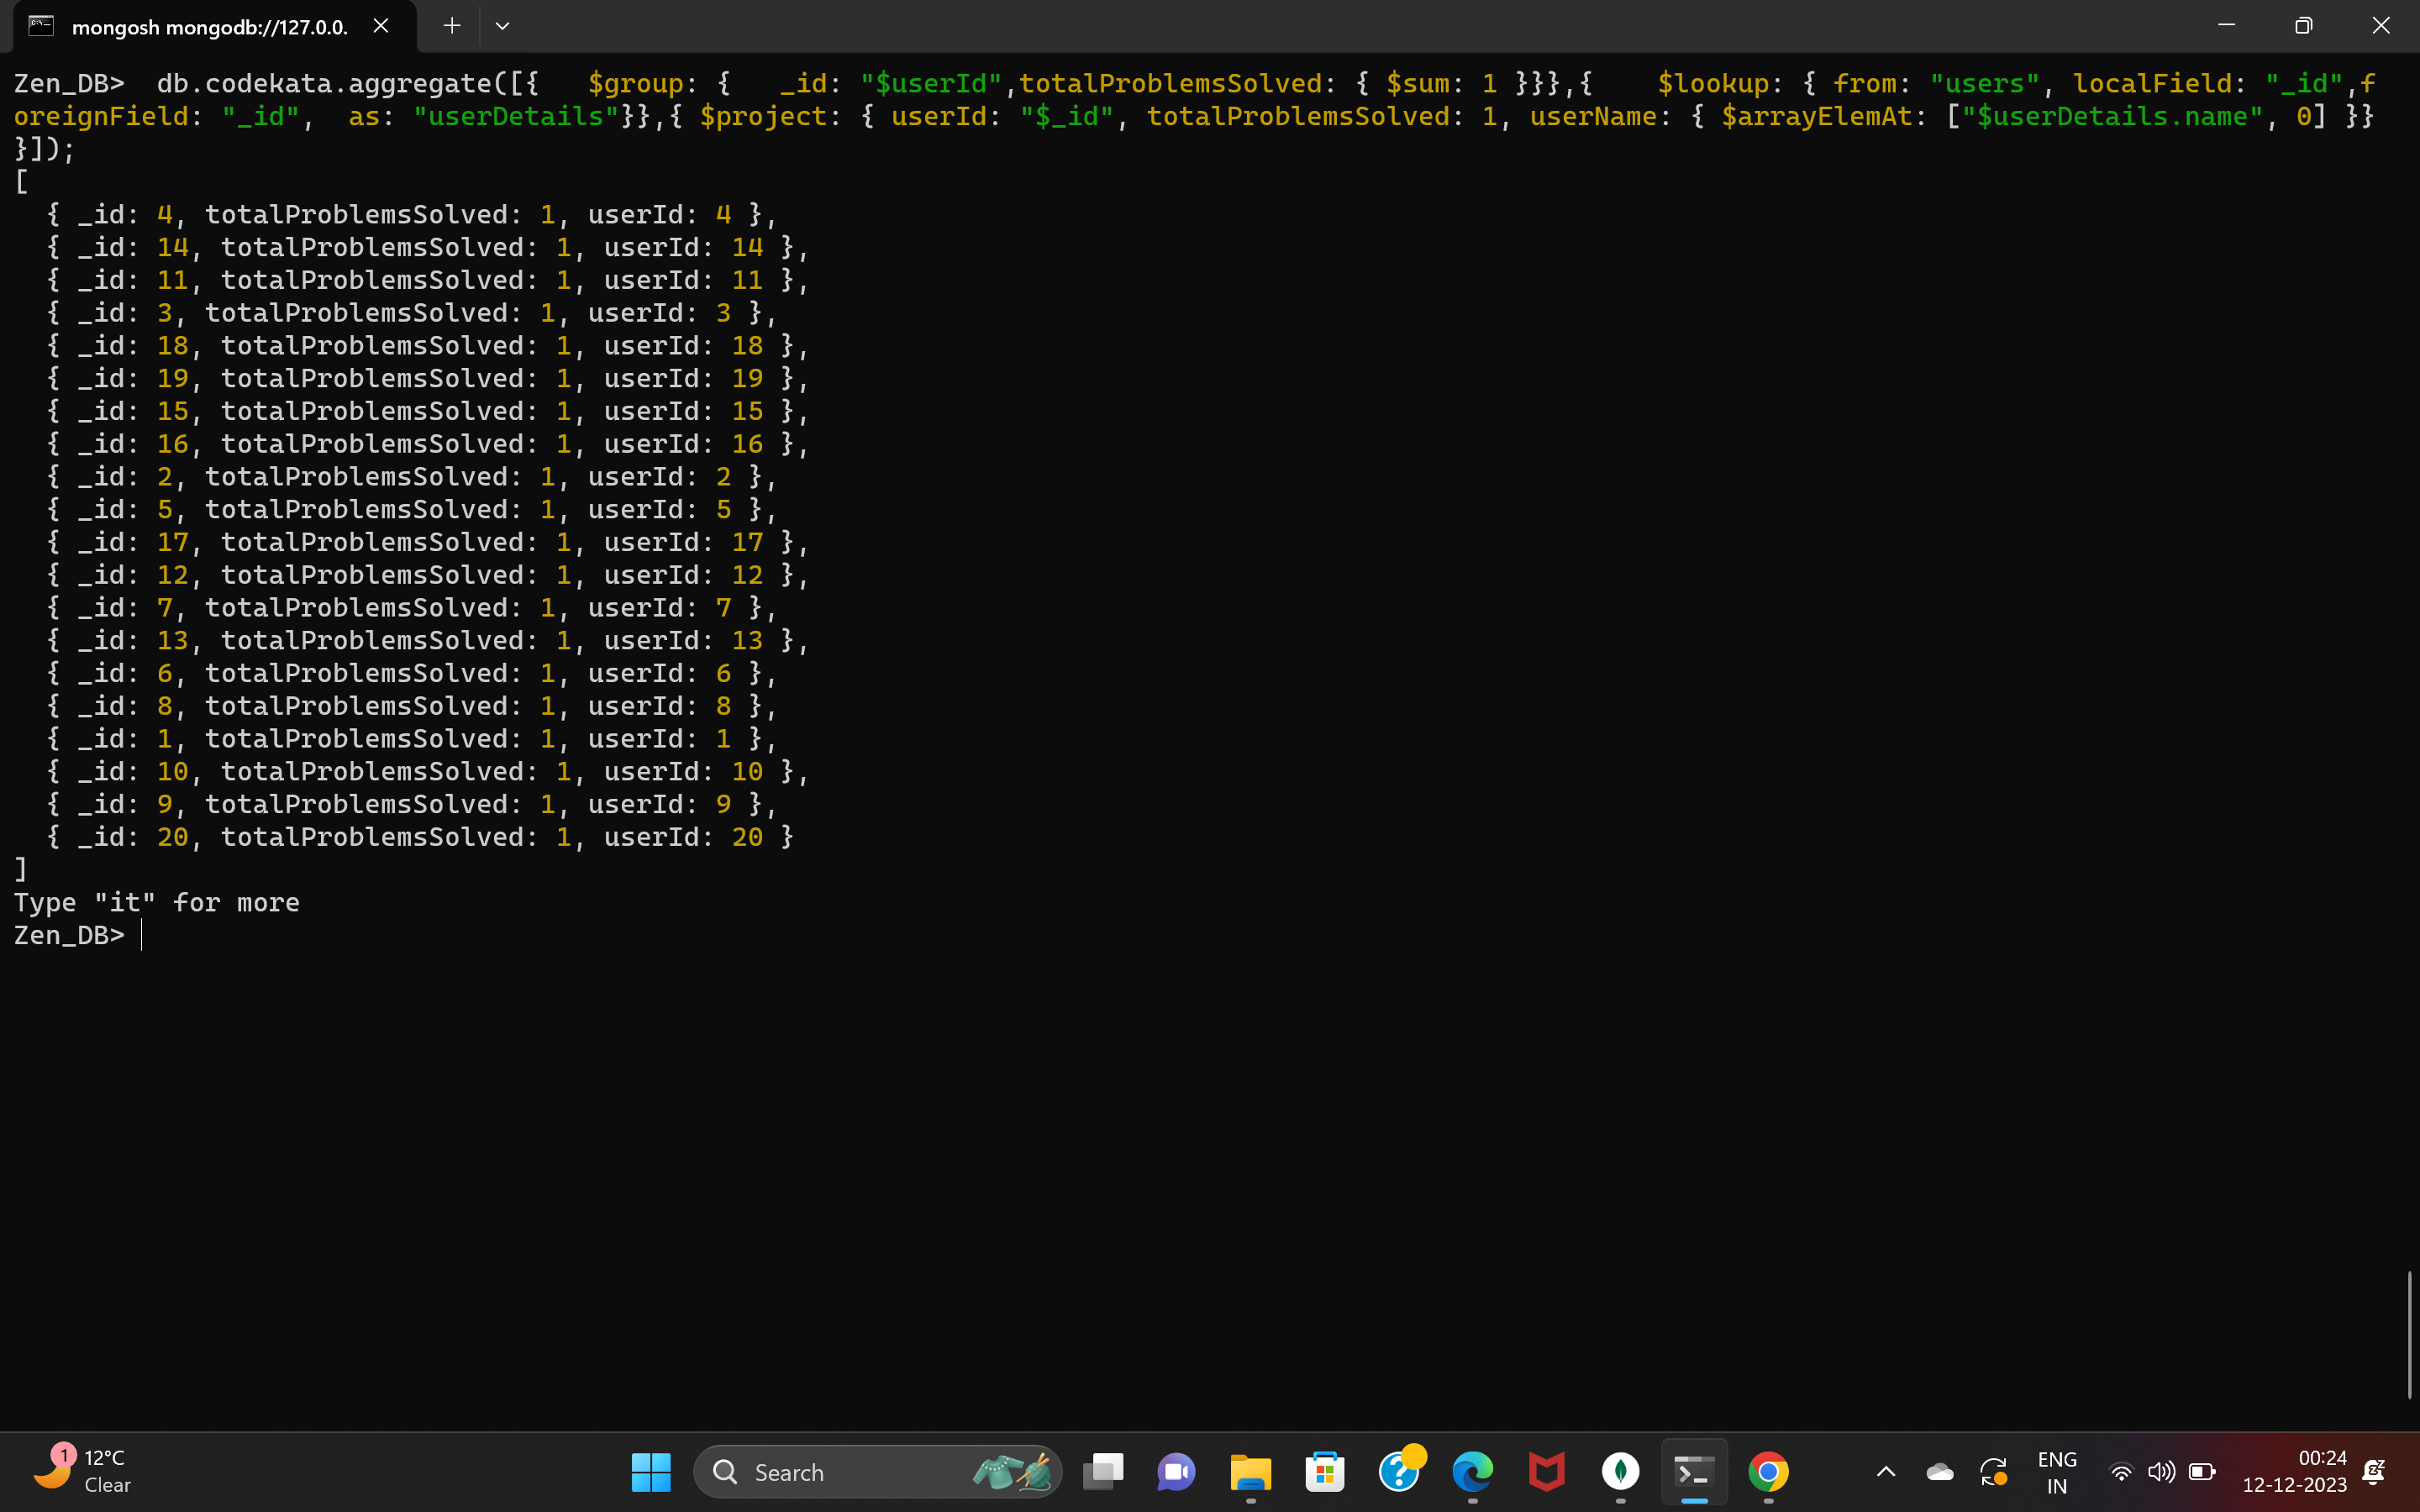 mongosh mongodb://127.0.0.
Zen_DB>  db.codekata.aggregate([{   $group: {   _id: "$userId",totalProblemsSolved: { $sum: 1 }}},{    $lookup: { from: "users", localField: "_id",f
oreignField: "_id",  as: "userDetails"}},{ $project: { userId: "$_id", totalProblemsSolved: 1, userName: { $arrayElemAt: ["$userDetails.name", 0] }}
}]);
[
  { _id: 4, totalProblemsSolved: 1, userId: 4 },
  { _id: 14, totalProblemsSolved: 1, userId: 14 },
  { _id: 11, totalProblemsSolved: 1, userId: 11 },
  { _id: 3, totalProblemsSolved: 1, userId: 3 },
  { _id: 18, totalProblemsSolved: 1, userId: 18 },
  { _id: 19, totalProblemsSolved: 1, userId: 19 },
  { _id: 15, totalProblemsSolved: 1, userId: 15 },
  { _id: 16, totalProblemsSolved: 1, userId: 16 },
  { _id: 2, totalProblemsSolved: 1, userId: 2 },
  { _id: 5, totalProblemsSolved: 1, userId: 5 },
  { _id: 17, totalProblemsSolved: 1, userId: 17 },
  { _id: 12, totalProblemsSolved: 1, userId: 12 },
  { _id: 7, totalProblemsSolved: 1, userId: 7 },
  { _id: 13, totalProblemsSolved: 1, userId: 13 },
  { _id: 6, totalProblemsSolved: 1, userId: 6 },
  { _id: 8, totalProblemsSolved: 1, userId: 8 },
  { _id: 1, totalProblemsSolved: 1, userId: 1 },
  { _id: 10, totalProblemsSolved: 1, userId: 10 },
  { _id: 9, totalProblemsSolved: 1, userId: 9 },
  { _id: 20, totalProblemsSolved: 1, userId: 20 }
]
Type "it" for more
Zen_DB>
1
12°C
Clear
Search
ENG
IN
00:24
12-12-2023